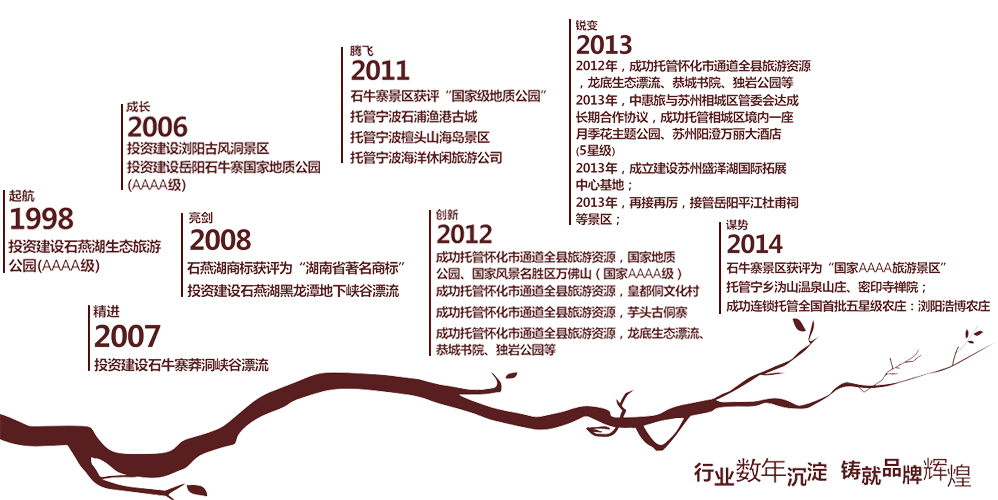 起航
1998
投资建设石燕湖生态旅游
公园(AAAA级)
成长
2006
投资建设浏阳古风洞景区
投资建设岳阳石牛寨国家地质公园
(AAAA级)
精进
2007
投资建设石牛寨莽洞峡谷漂流
亮剑
2008
石燕湖商标获评为“湖南省著名商标”
投资建设石燕湖黑龙潭地下峡谷漂流
腾飞
2011
石牛寨景区获评“国家级地质公园”
托管宁波石浦渔港古城
托管宁波檀头山海岛景区
托管宁波海洋休闲旅游公司
创新
2012
成功托管怀化市通道全县旅游资源，国家地质
公园、国家风景名胜区万佛山（国家AAAA级）
成功托管怀化市通道全县旅游资源，皇都侗文化村
成功托管怀化市通道全县旅游资源，芋头古侗寨
成功托管怀化市通道全县旅游资源，龙底生态漂流、
恭城书院、独岩公园等
锐变
2013
2012年，成功托管怀化市通道全县旅游资源
，龙底生态漂流、恭城书院、独岩公园等
2013年，中惠旅与苏州相城区管委会达成
长期合作协议，成功托管相城区境内一座
月季花主题公园、苏州阳澄万丽大酒店
(5星级)
2013年，成立建设苏州盛泽湖国际拓展
中心基地；
2013年，再接再厉，接管岳阳平江杜甫祠
等景区；
谋势
2014
石牛寨景区获评为“国家AAAA旅游景区”
托管宁乡沩山温泉山庄、密印寺禅院；
成功连锁托管全国首批五星级农庄：浏阳浩博农庄
行业数年沉淀 铸就品牌辉煌